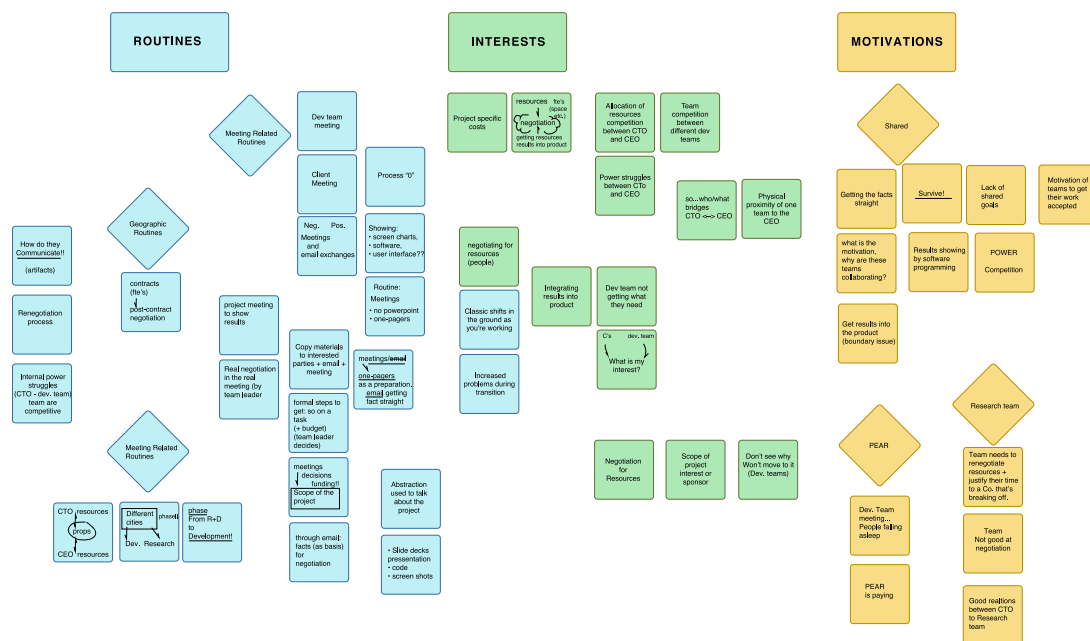 ROUTINES
Meeting Related
Routines
Dev team
meeting
Client
Meeting
Process "0"
Geographic
Routines
Neg. Pos.
Meetings
and
email exchanges
Showing:
• screen charts,
• software,
• user interface??
How do they
Communicate!!
(artifacts)
contracts
(fte's)
post-contract
negotiation
Routine:
Meetings
• no powerpoint
• one-pagers
Renegotiation
process
project meeting
to show
results
Copy materials
to interested
parties + email +
meeting
meetings/email
one-pagers
as a preparation.
email getting
fact straight
Internal power
struggles
(CTO - dev. team)
team are
competitive
Real negotiation
in the real
meeting (by
team leader
formal steps to
get: so on a
task
(+ budget)
(team leader
decides)
Meeting Related
Routines
meetings
decisions
funding!!
Scope of the
project
Abstraction
used to talk
about the
project
CTO resources
props
CEO resources
Different
cities
phaseII
Dev. Research
phase
From R+D
to
Development!
through email:
facts (as basis)
for
negotiation
• Slide decks
presentation
• code
• screen shots
INTERESTS
Project specific
costs
resources fte's
(space
etc.)
negotiation
getting resources
results into product
Allocation of
resources
competition
between CTO
and CEO
Team
competition
between
different dev
teams
Power struggles
between CTo
and CEO
so...who/what
bridges
CTO <--> CEO
Physical
proximity of one
team to the
CEO
negotiating for
resources
(people)
Integrating
results into
product
Dev team not
getting what
they need
Classic shifts in
the ground as
you're working
C's dev. team
What is my
interest?
Increased
problems during
transition
Negotiation
for
Resources
Scope of
project
interest or
sponsor
Don't see why
Won't move to it
(Dev. teams)
MOTIVATIONS
Shared
Getting the facts
straight
Survive!
Lack of
shared
goals
Motivation of
teams to get
their work
accepted
what is the
motivation,
why are these
teams
collaborating?
Results showing
by software
programming
POWER
Competition
Get results into
the product
(boundary issue)
PEAR
Research team
Dev. Team
meeting...
People falling
asleep
Team needs to
renegotiate
resources +
justify their time
to a Co. that's
breaking off.
Team
Not good at
negotiation
PEAR
is paying
Good realtions
between CTO
to Research
team